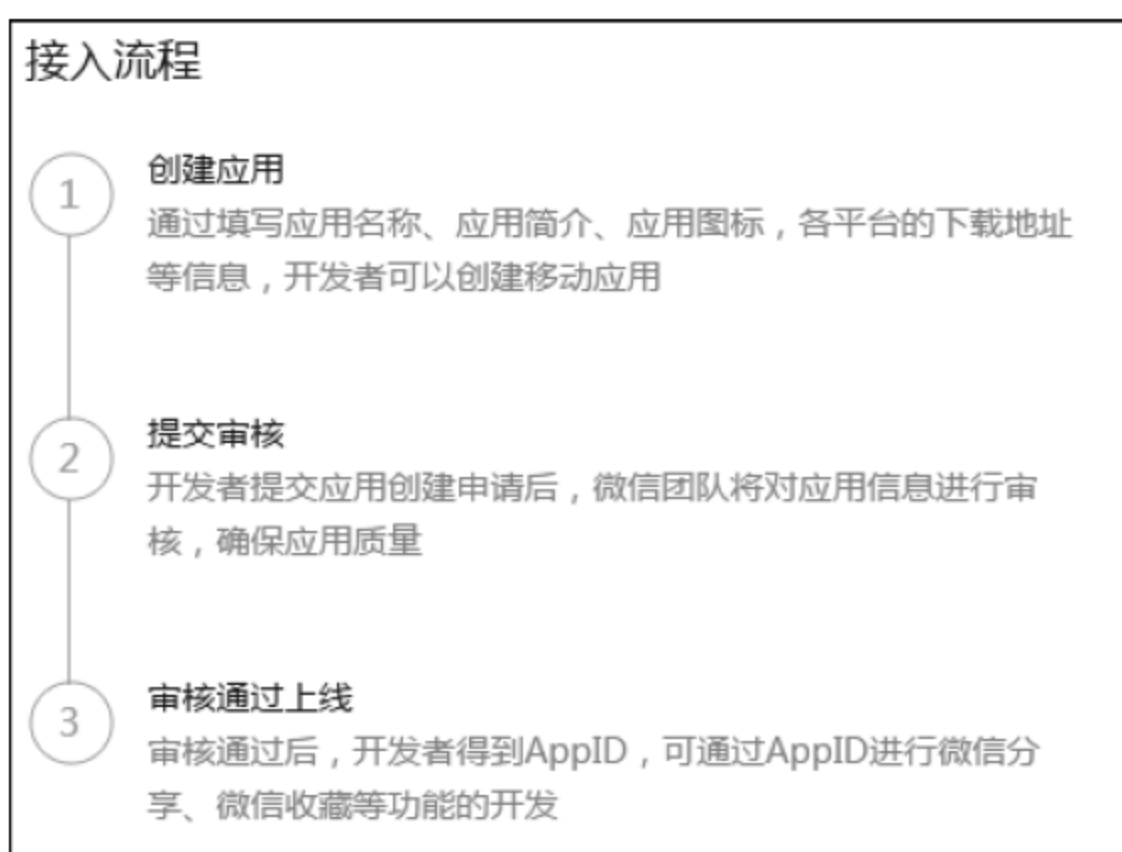 接入流程
1
创建应用
通过填写应用名称、应用简介、应用图标，各平台的下载地址
等信息，开发者可以创建移动应用
2
提交审核
开发者提交应用创建申请后，微信团队将对应用信息进行审
核，确保应用质量
3
审核通过上线
审核通过后，开发者得到AppID，可通过AppID进行微信分
享、微信收藏等功能的开发